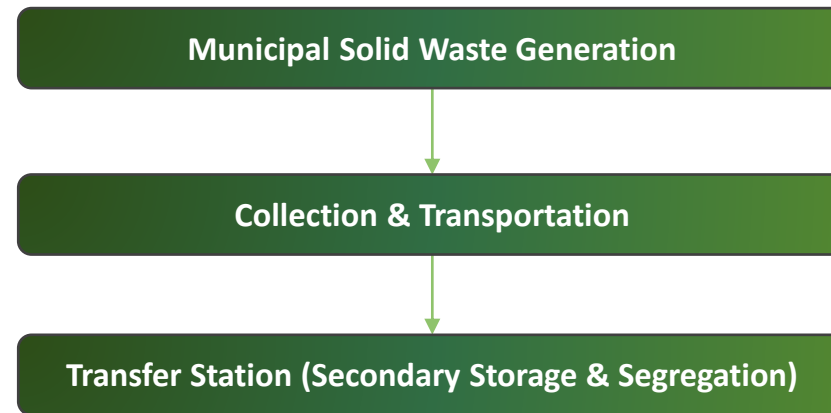 Municipal Solid Waste Generation
Collection & Transportation
Transfer Station (Secondary Storage & Segregation)